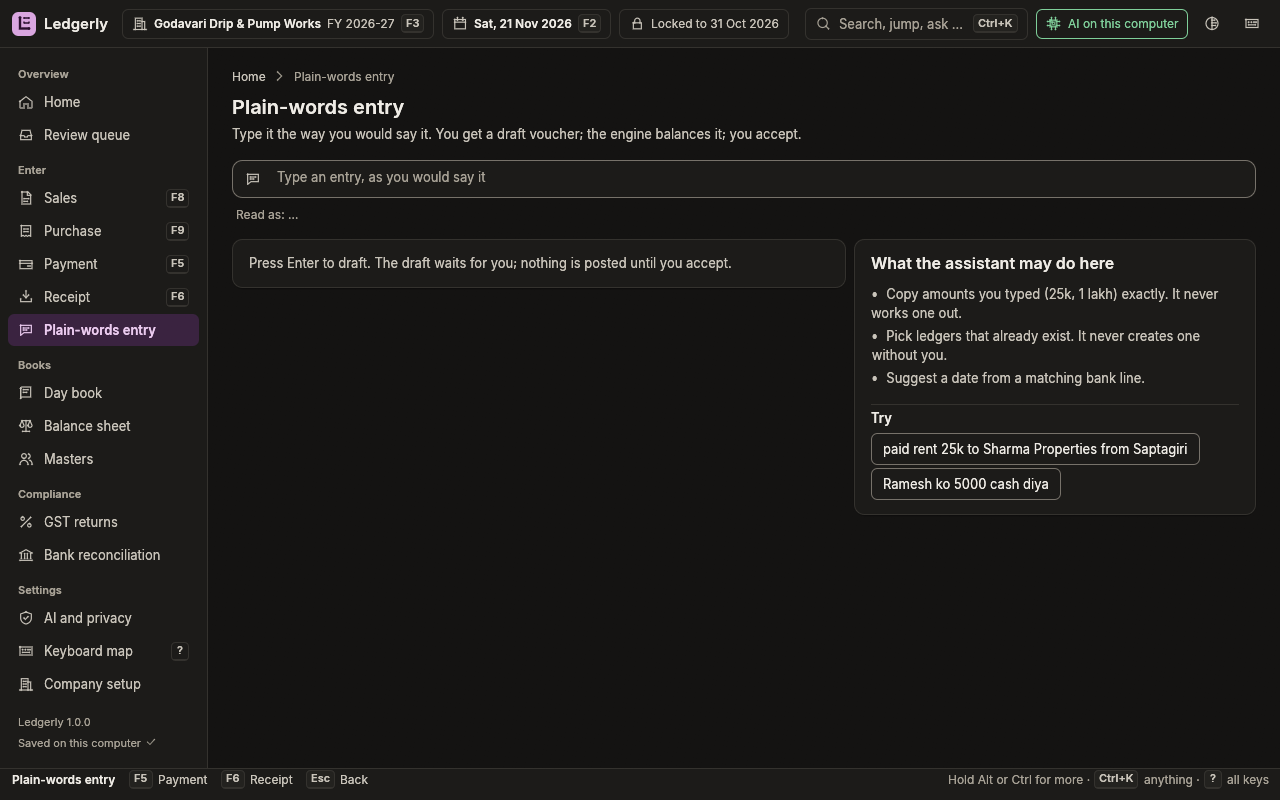 Ledgerly
Godavari Drip & Pump Works FY 2026-27 F3
Sat, 21 Nov 2026 F2
Locked to 31 Oct 2026
Search, jump, ask ... Ctrl+K
AI on this computer
Overview
Home
Review queue
Enter
Sales F8
Purchase F9
Payment F5
Receipt F6
Plain-words entry
Books
Day book
Balance sheet
Masters
Compliance
GST returns
Bank reconciliation
Settings
AI and privacy
Keyboard map ?
Company setup
Ledgerly 1.0.0
Saved on this computer
Home > Plain-words entry
Plain-words entry
Type it the way you would say it. You get a draft voucher; the engine balances it; you accept.
Type an entry, as you would say it
Read as: ...
Press Enter to draft. The draft waits for you; nothing is posted until you accept.
What the assistant may do here
• Copy amounts you typed (25k, 1 lakh) exactly. It never
works one out.
• Pick ledgers that already exist. It never creates one
without you.
• Suggest a date from a matching bank line.
Try
paid rent 25k to Sharma Properties from Saptagiri
Ramesh ko 5000 cash diya
Plain-words entry F5 Payment F6 Receipt Esc Back
Hold Alt or Ctrl for more · Ctrl+K anything · ? all keys